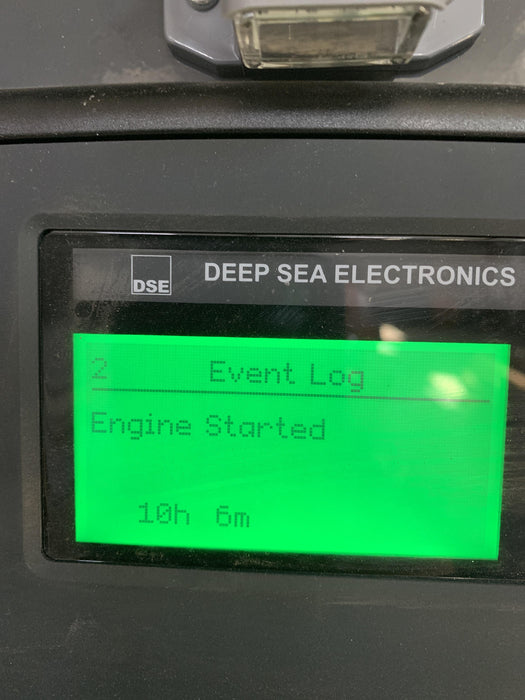 DSE DEEP SEA ELECTRONICS
2 Event Log
Engine Started
10h 6m